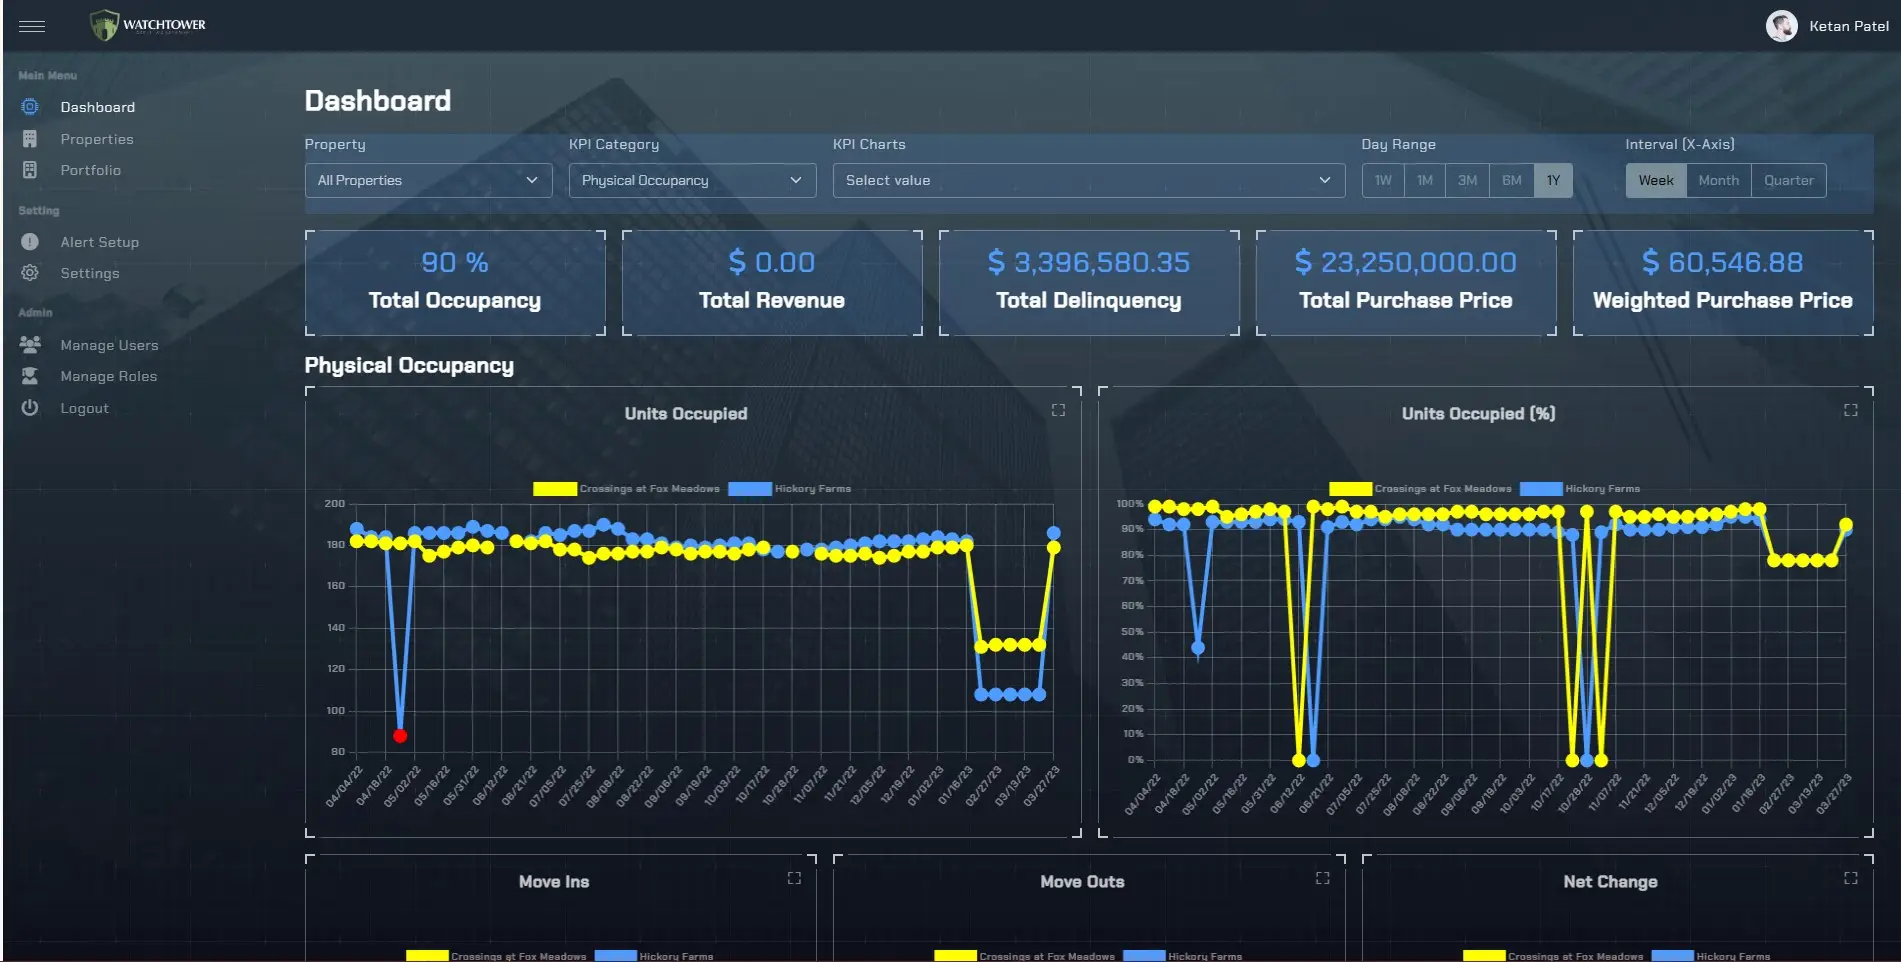 WATCHTOWER
Ketan Patel
Main Menu
Dashboard
Properties
Portfolio
Setting
Alert Setup
Settings
Admin
Manage Users
Manage Roles
Logout
Dashboard
Property
KPI Category
KPI Charts
Day Range
Interval (X-Axis)
All Properties
Physical Occupancy
Select value
1W 1M 3M 6M 1Y
Week Month Quarter
90 %
Total Occupancy
$ 0.00
Total Revenue
$ 3,396,580.35
Total Delinquency
$ 23,250,000.00
Total Purchase Price
$ 60,546.88
Weighted Purchase Price
Physical Occupancy
Units Occupied
Crossings at Fox Meadows Hickory Farms
200
180
160
140
120
100
80
04/04/22 04/18/22 05/02/22 05/16/22 05/31/22 06/12/22 06/21/22 07/05/22 07/25/22 08/08/22 08/22/22 09/06/22 09/19/22 10/03/22 10/17/22 10/26/22 11/07/22 11/21/22 12/05/22 12/19/22 01/02/23 01/16/23 02/27/23 03/13/23 03/27/23
Units Occupied (%)
Crossings at Fox Meadows Hickory Farms
100%
90%
80%
70%
60%
50%
40%
30%
20%
10%
0%
04/04/22 04/18/22 05/02/22 05/16/22 05/31/22 06/12/22 06/21/22 07/05/22 07/25/22 08/08/22 08/22/22 09/06/22 09/19/22 10/03/22 10/17/22 10/26/22 11/07/22 11/21/22 12/05/22 12/19/22 01/02/23 01/16/23 02/27/23 03/13/23 03/27/23
Move Ins
Crossings at Fox Meadows Hickory Farms
Move Outs
Crossings at Fox Meadows Hickory Farms
Net Change
Crossings at Fox Meadows Hickory Farms